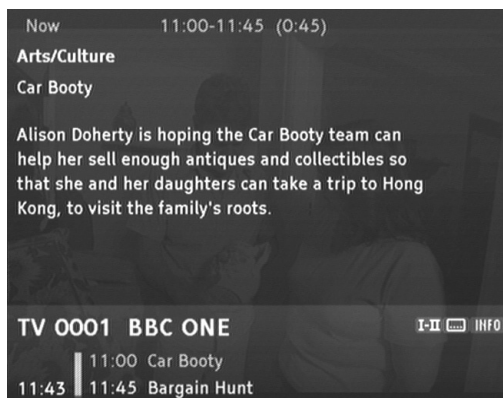 Now 11:00-11:45 (0:45)
Arts/Culture
Car Booty
Alison Doherty is hoping the Car Booty team can
help her sell enough antiques and collectibles so
that she and her daughters can take a trip to Hong
Kong, to visit the family's roots.
TV 0001 BBC ONE I-II INFO
11:00 Car Booty
11:43 11:45 Bargain Hunt